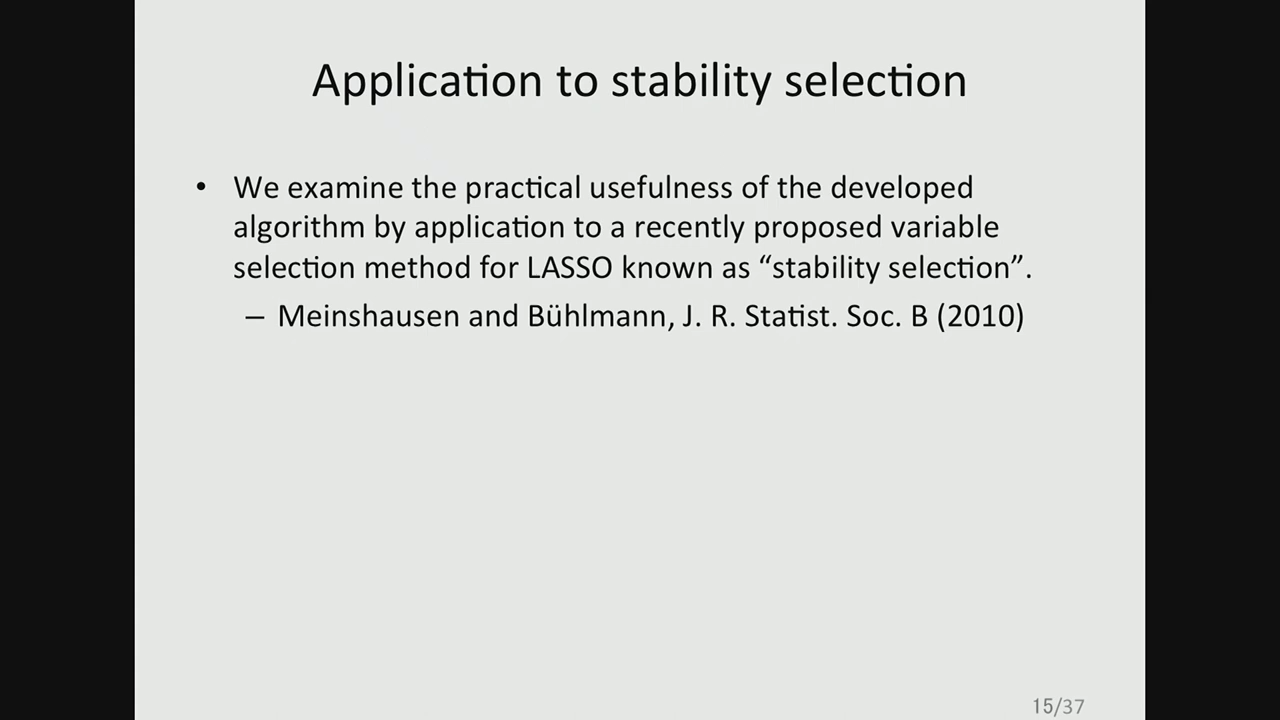 Application to stability selection
• We examine the practical usefulness of the developed
algorithm by application to a recently proposed variable
selection method for LASSO known as “stability selection”.
– Meinshausen and Bühlmann, J. R. Statist. Soc. B (2010)
15/37